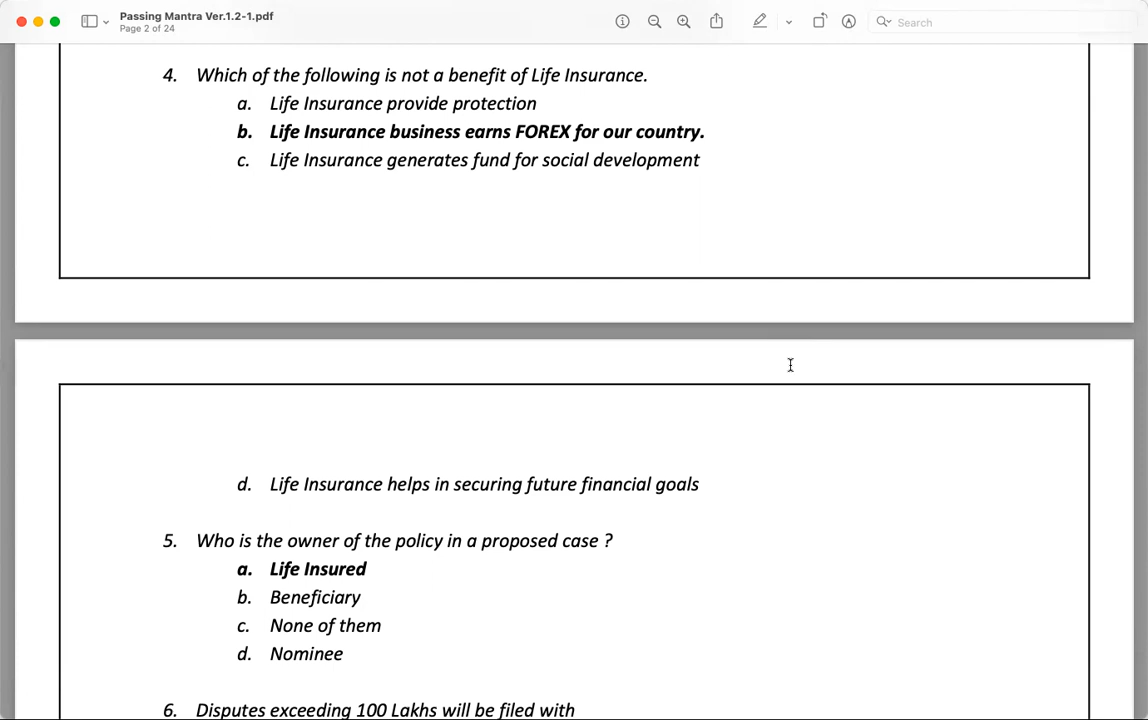 Passing Mantra Ver.1.2-1.pdf
Page 2 of 24
Search
4. Which of the following is not a benefit of Life Insurance.
a. Life Insurance provide protection
b. Life Insurance business earns FOREX for our country.
c. Life Insurance generates fund for social development
d. Life Insurance helps in securing future financial goals
5. Who is the owner of the policy in a proposed case ?
a. Life Insured
b. Beneficiary
c. None of them
d. Nominee
6. Disputes exceeding 100 Lakhs will be filed with